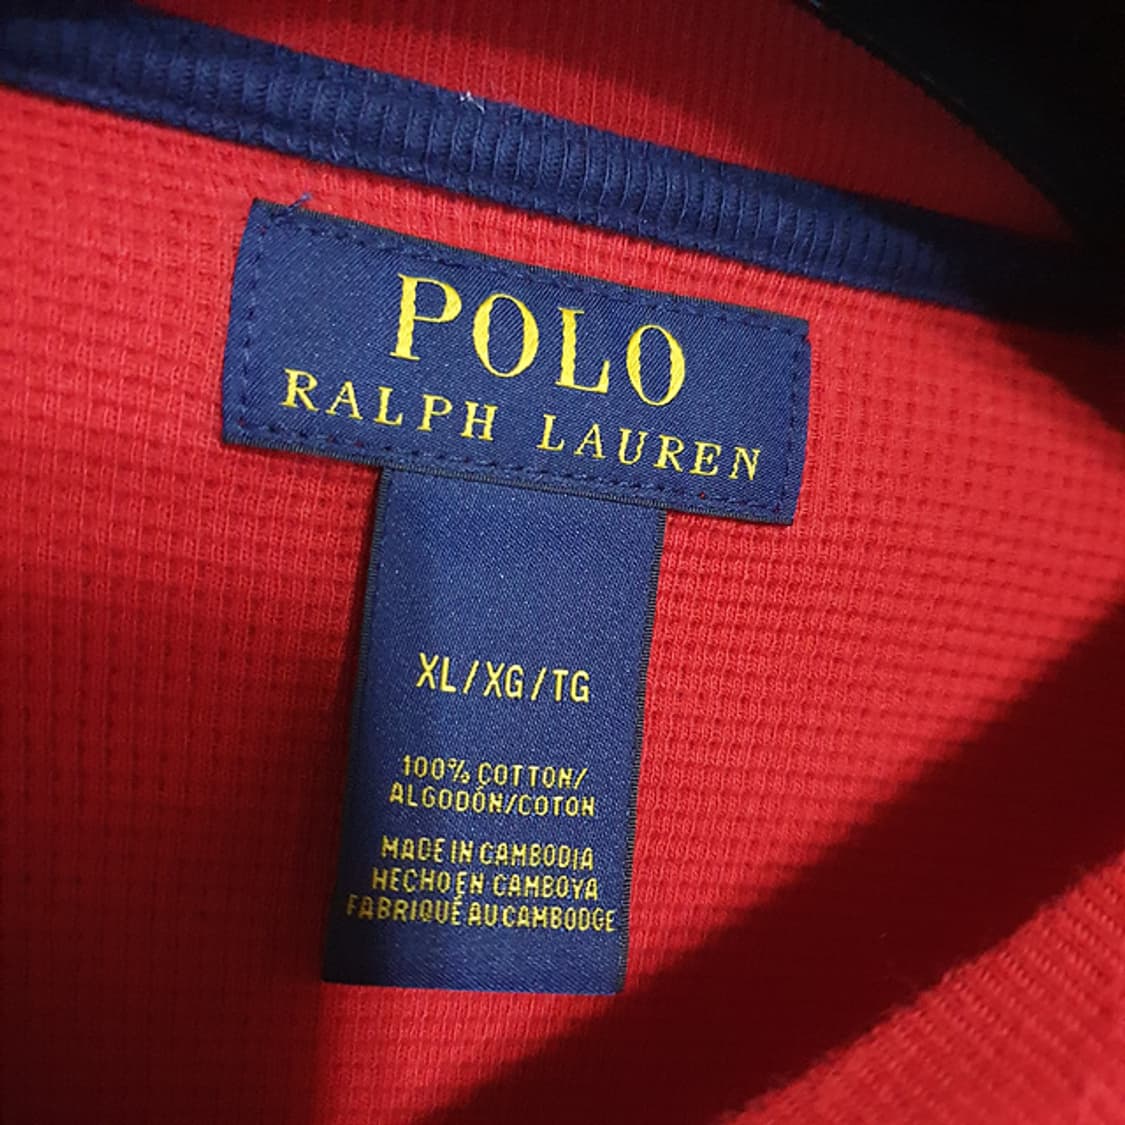 POLO
RALPH LAUREN
XL/XG/TG
100% COTTON/
ALGODÓN/COTON
MADE IN CAMBODIA
HECHO EN CAMBOYA
FABRIQUÉ AU CAMBODGE